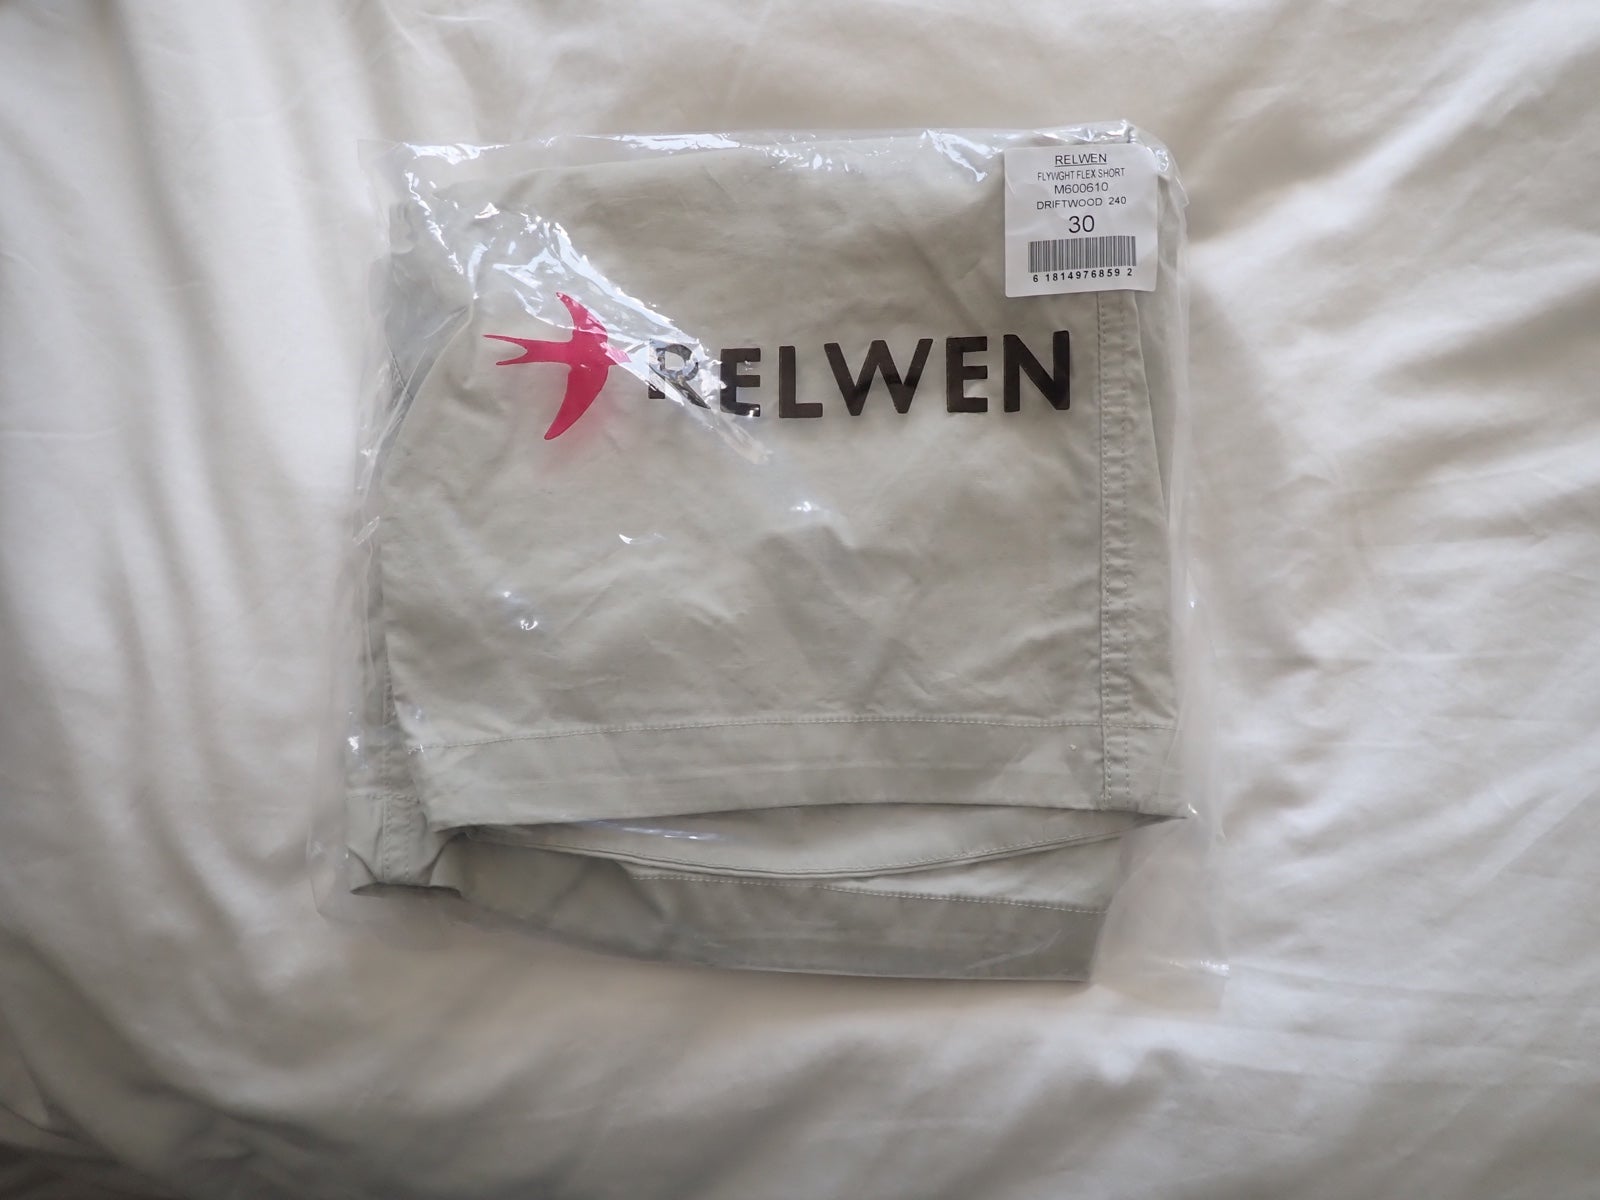 RELWEN
FLYWGHT FLEX SHORT
M600610
DRIFTWOOD 240
30
6 1814976859 2
RELWEN